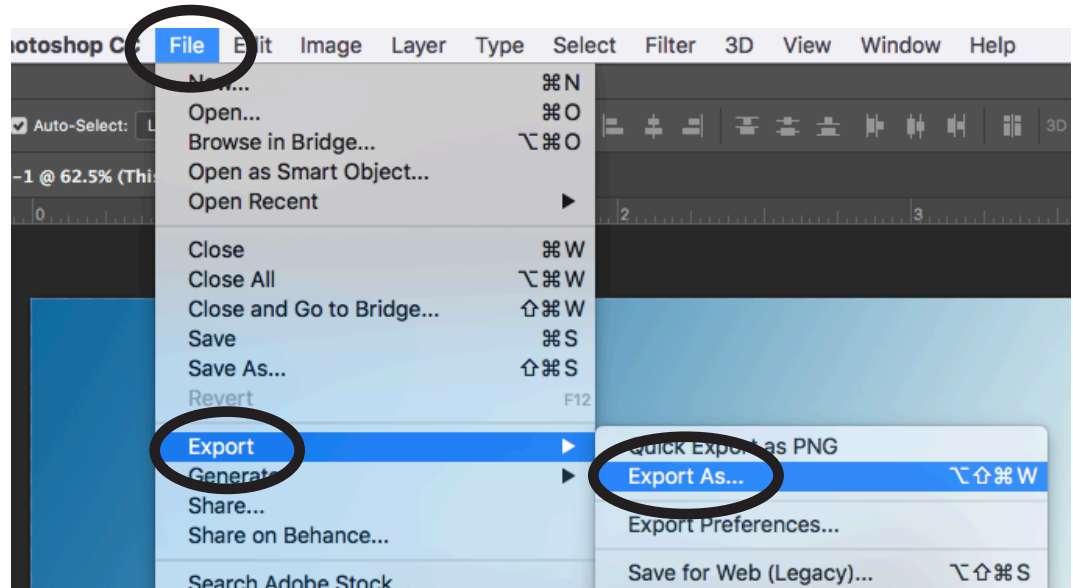 otoshop CC File Edit Image Layer Type Select Filter 3D View Window Help
New... ⌘N
Auto-Select: L
Open... ⌘O
3D
Browse in Bridge... ⌥⌘O
-1 @ 62.5% (This
Open as Smart Object...
Open Recent ▶
0 2 3
Close ⌘W
Close All ⌥⌘W
Close and Go to Bridge... ⇧⌘W
Save ⌘S
Save As... ⇧⌘S
Revert F12
Export ▶
Quick Export as PNG
Generate ▶
Export As... ⌥⇧⌘W
Share...
Export Preferences...
Share on Behance...
Save for Web (Legacy)... ⌥⇧⌘S
Search Adobe Stock...